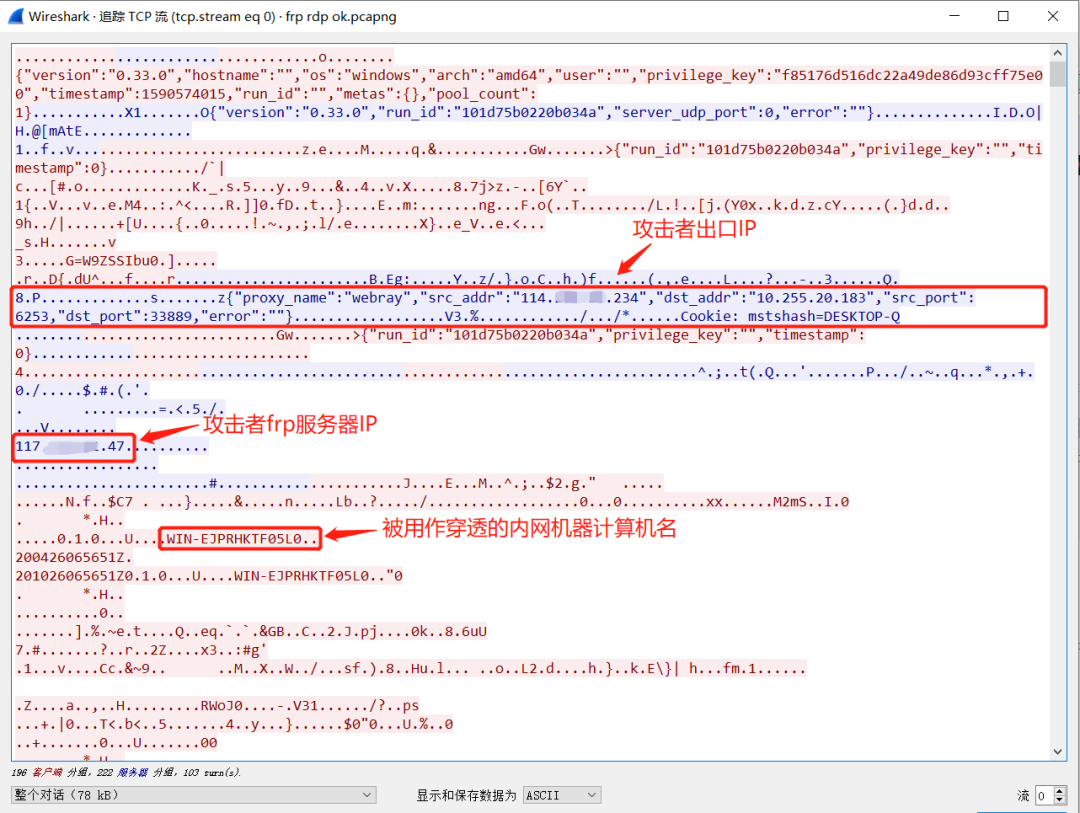 Wireshark · 追踪 TCP 流 (tcp.stream eq 0) · frp rdp ok.pcapng
{"version":"0.33.0","hostname":"","os":"windows","arch":"amd64","user":"","privilege_key":"f85176d516dc22a49de86d93cff75e0
0","timestamp":1590574015,"run_id":"","metas":{},"pool_count":
1}...........X1.......O{"version":"0.33.0","run_id":"101d75b0220b034a","server_udp_port":0,"error":""}..............I.D.O|
H.@[mAtE.............
1..f..v...........................z.e....M.....q.&...........Gw.......>{"run_id":"101d75b0220b034a","privilege_key":"","ti
mestamp":0}.........../`|
c...[#.o.............K._.s.5...y..9...&..4..v.X.....8.7j>z.-..[6Y`..
1{..V...v..e.M4..:.^<....R.]]0.fD..t..}....E..m:.......ng...F.o(..T......../L.!..[j.(Y0x..k.d.z.cY.....(.}d.d..
9h../|......+[U....{..0.....!.~.,.;.l/.e........X}..e_V..e.<...
_s.H.......v
3.....G=W9ZSSIbu0.].....
攻击者出口IP
.r..D{.dU^...f....r........................B.Eg:.....Y..z/.}.o.C..h.)f......(.,..e....L....?...-..3......Q.
8.P.............s.......z{"proxy_name":"webray","src_addr":"114. .234","dst_addr":"10.255.20.183","src_port":
6253,"dst_port":33889,"error":""}..................V3.%............/.../*......Cookie: mstshash=DESKTOP-Q
...............................Gw.......>{"run_id":"101d75b0220b034a","privilege_key":"","timestamp":
0}..................................
4....................................................................................^.;..t(.Q...'.......P.../..~..q...*.,.+.
0./.....$.#.(.'.
. .........=.<.5./.
...V........
攻击者frp服务器IP
117 .47..........
.................
.......................#.......................J....E...M..^.;..$2.g." .....
......N.f..$C7 . ....}.....&.....n.....Lb..?...../..................0...0..........xx......M2mS..I.0
. *.H..
被用作穿透的内网机器计算机名
.....0.1.0...U....WIN-EJPRHKTF05L0..
200426065651Z.
201026065651Z0.1.0...U....WIN-EJPRHKTF05L0.."0
. *.H..
..........0..
.......].%.~e.t....Q..eq.`.`.&GB..C..2.J.pj....0k..8.6uU
7.#.......?..r..2Z....x3..:#g'
.1...v....Cc.&~9.. ..M..X..W../...sf.).8..Hu.l... ...o..L2.d....h.}..k.E\}| h...fm.1......
.Z....a..,..H.........RWoJ0....-.V31....../?..ps
...+.|0...T<.b<..5.......4..y...}......$0"0...U.%..0
..+.......0...U.......00
*.H
196 客户端 分组, 222 服务器 分组, 103 turn(s).
整个对话 (78 kB)
显示和保存数据为 ASCII
流 0